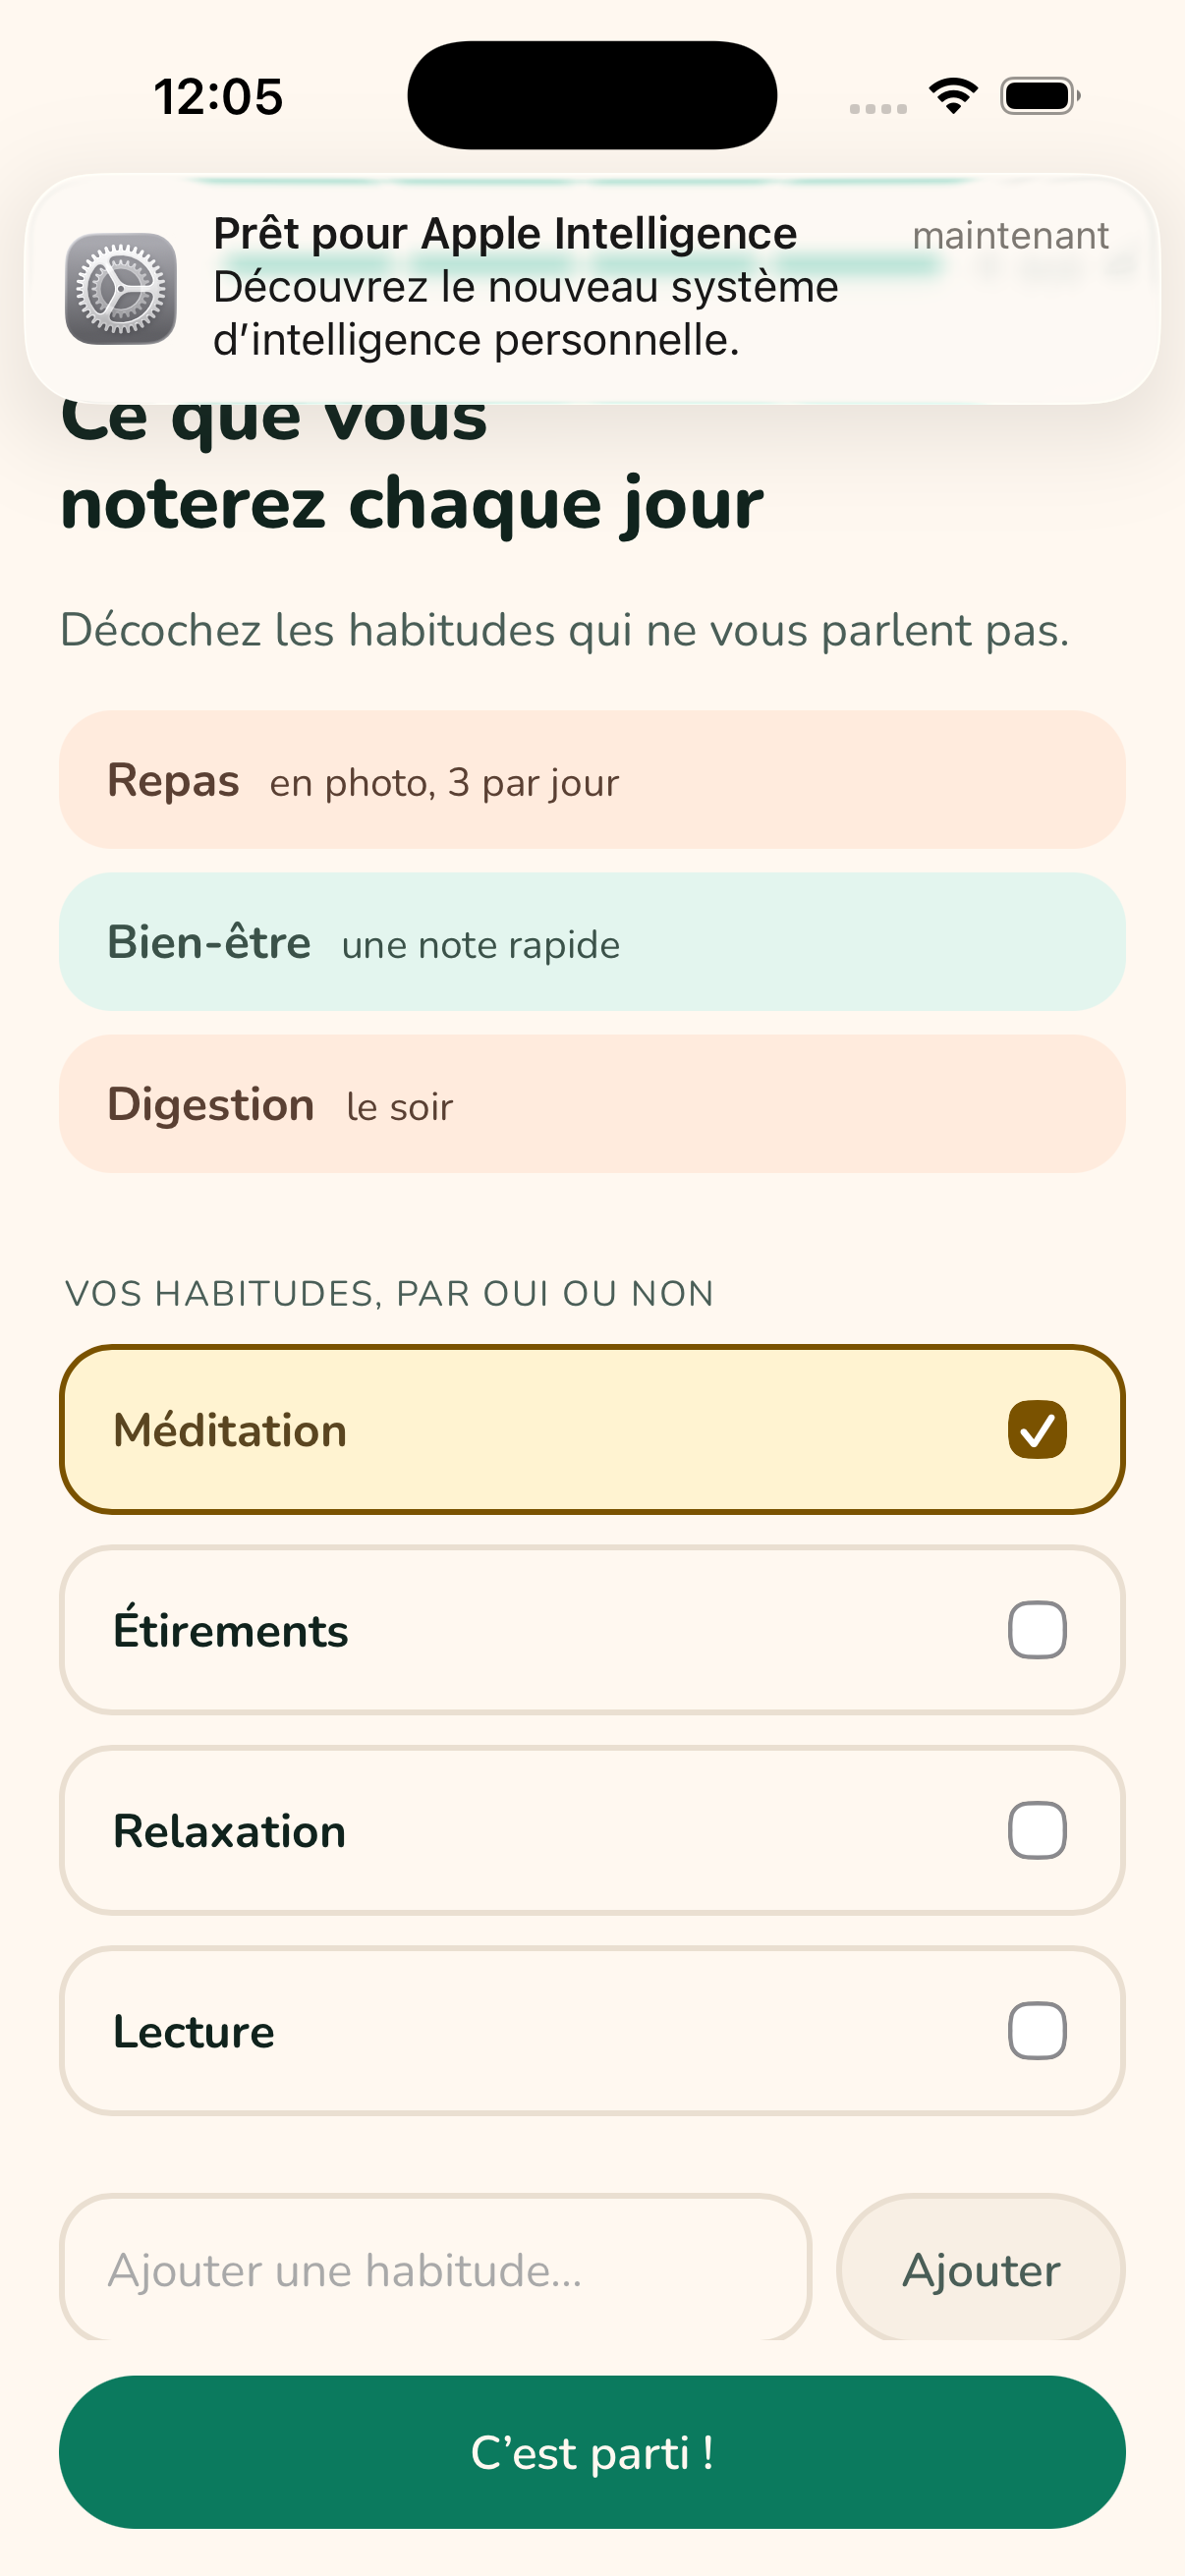 12:05
Prêt pour Apple Intelligence
maintenant
Découvrez le nouveau système
d’intelligence personnelle.
Ce que vous
noterez chaque jour
Décochez les habitudes qui ne vous parlent pas.
Repas en photo, 3 par jour
Bien-être une note rapide
Digestion le soir
VOS HABITUDES, PAR OUI OU NON
Méditation
Étirements
Relaxation
Lecture
Ajouter une habitude...
Ajouter
C’est parti !